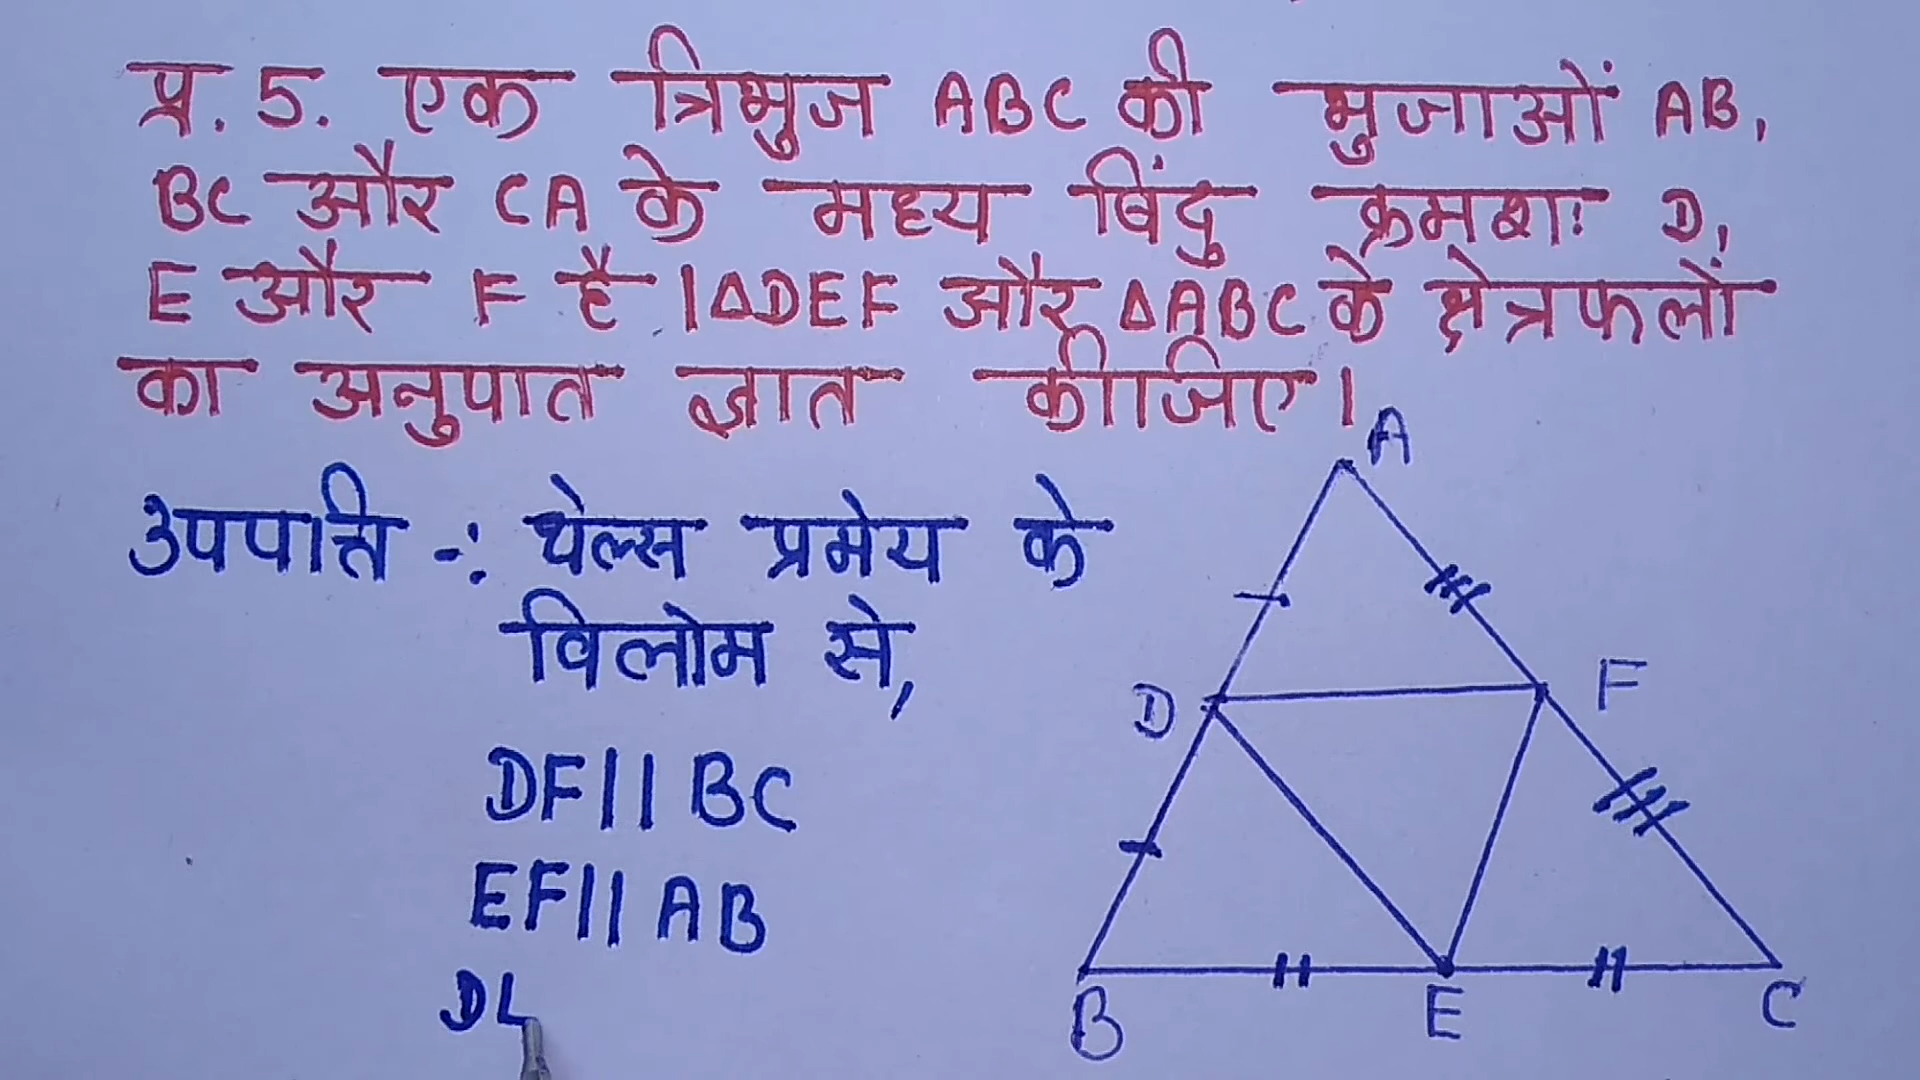 प्र. 5. एक त्रिभुज ABC की भुजाओं AB,
BC और CA के मध्य बिंदु क्रमशः D,
E और F है । ΔDEF और ΔABC के क्षेत्रफलों
का अनुपात ज्ञात कीजिए ।
उपपत्ति -: थेल्स प्रमेय के
विलोम से,
DF || BC
EF || AB
D
A
D
F
B
E
C